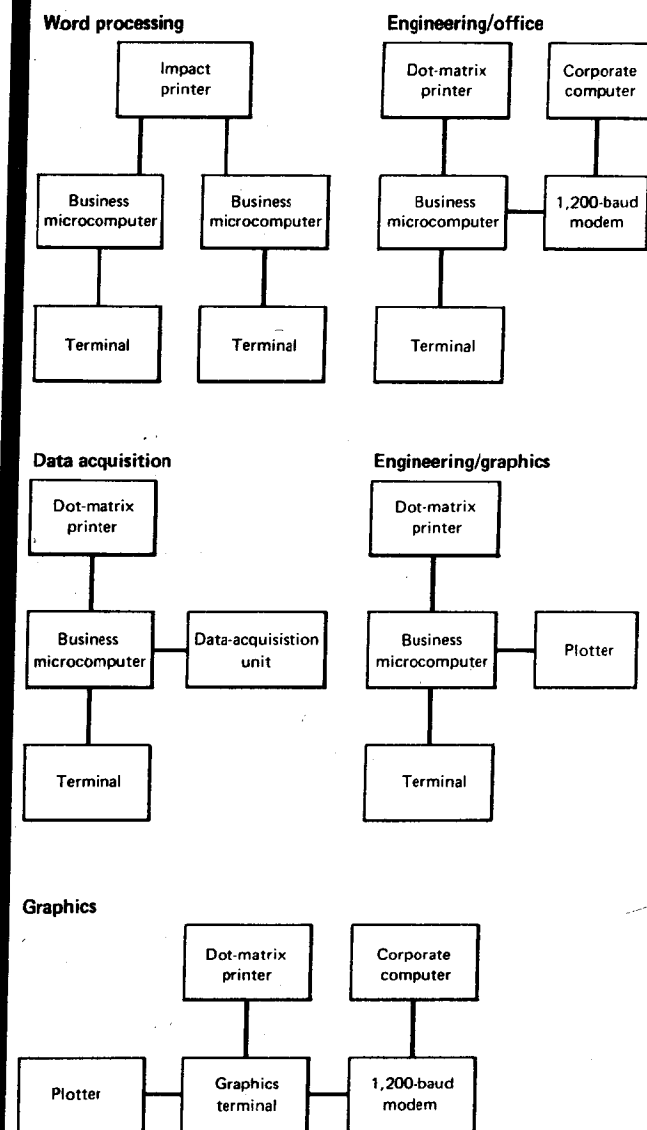 Word processing
Impact
printer
Business
microcomputer
Business
microcomputer
Terminal
Terminal
Engineering/office
Dot-matrix
printer
Corporate
computer
Business
microcomputer
1,200-baud
modem
Terminal
Data acquisition
Dot-matrix
printer
Business
microcomputer
Data-acquisistion
unit
Terminal
Engineering/graphics
Dot-matrix
printer
Business
microcomputer
Plotter
Terminal
Graphics
Dot-matrix
printer
Corporate
computer
Plotter
Graphics
terminal
1,200-baud
modem